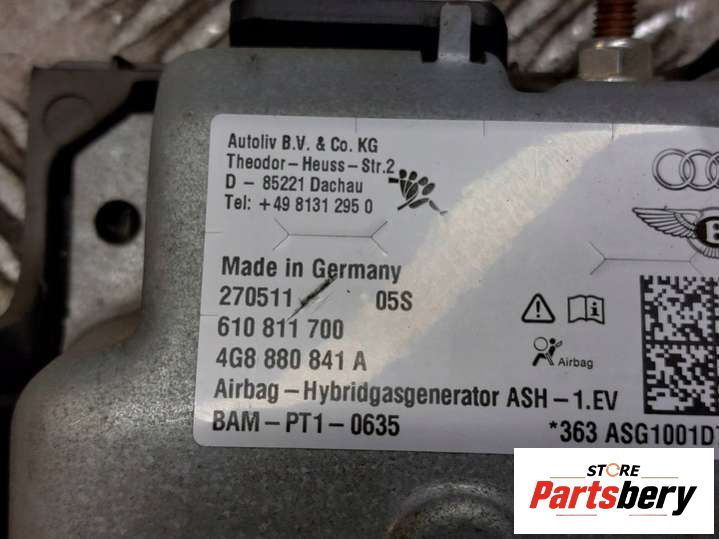 Autoliv B.V. & Co. KG
Theodor-Heuss-Str.2
D - 85221 Dachau
Tel: +49 8131 295 0
Made in Germany
270511 05S
610 811 700
4G8 880 841 A
Airbag
Airbag-Hybridgasgenerator ASH-1.EV
BAM-PT1-0635
*363 ASG1001D
STORE
Partsbery